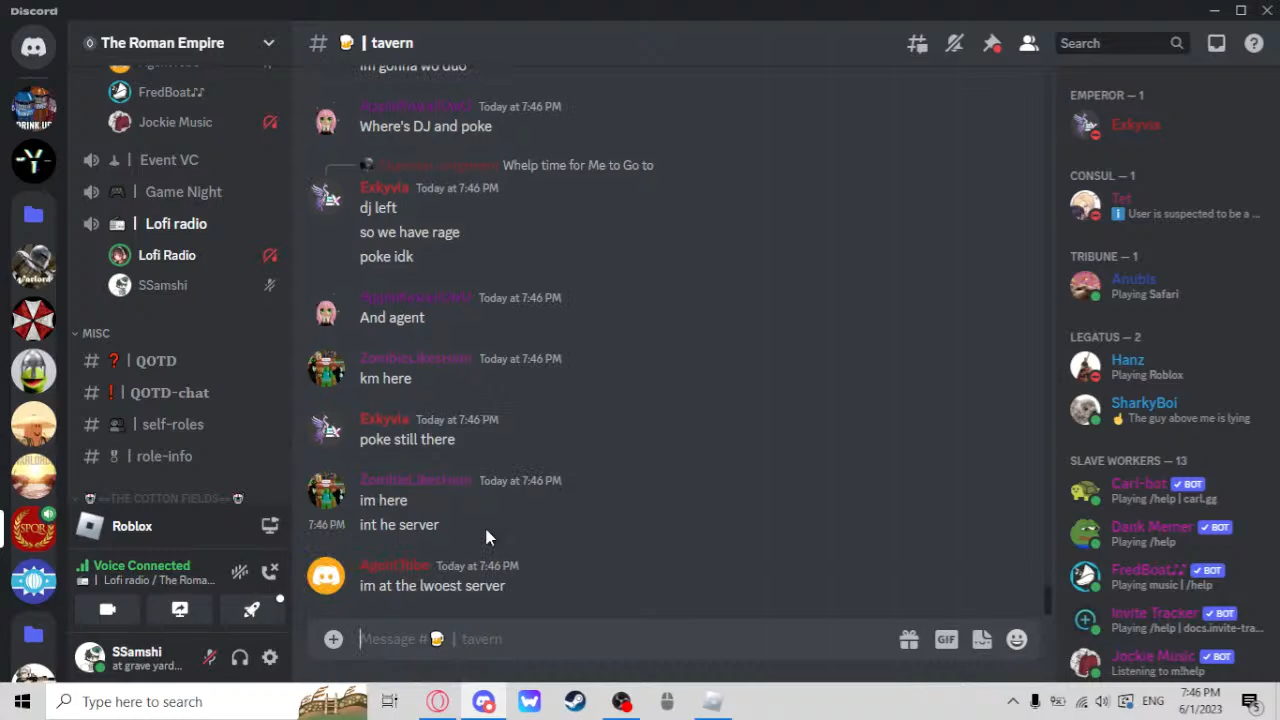 Discord
The Roman Empire
FredBoat♪♪
Jockie Music
Event VC
Game Night
Lofi radio
Lofi Radio
SSamshi
MISC
QOTD
QOTD-chat
self-roles
role-info
==THE COTTON FIELDS==
Roblox
Voice Connected
Lofi radio / The Roma...
SSamshi
at grave yard...
DRINK UP
SPQR
| tavern
Search
im gonna wo duo
Today at 7:46 PM
Where's DJ and poke
Whelp time for Me to Go to
Exkyvia Today at 7:46 PM
dj left
so we have rage
poke idk
Today at 7:46 PM
And agent
Today at 7:46 PM
km here
Exkyvia Today at 7:46 PM
poke still there
Today at 7:46 PM
im here
7:46 PM int he server
AgentTobe Today at 7:46 PM
im at the lwoest server
Message # | tavern
GIF
EMPEROR — 1
Exkyvia
CONSUL — 1
Tet
User is suspected to be a ...
TRIBUNE — 1
Anubis
Playing Safari
LEGATUS — 2
Hanz
Playing Roblox
SharkyBoi
The guy above me is lying
SLAVE WORKERS — 13
Carl-bot ✔ BOT
Playing /help | carl.gg
Dank Memer ✔ BOT
Playing /help
FredBoat♪♪ ✔ BOT
Playing music | /help
Invite Tracker ✔ BOT
Playing /help | docs.invite-tra...
Jockie Music ✔ BOT
Listening to m!help
Type here to search
ENG
7:46 PM
6/1/2023
5